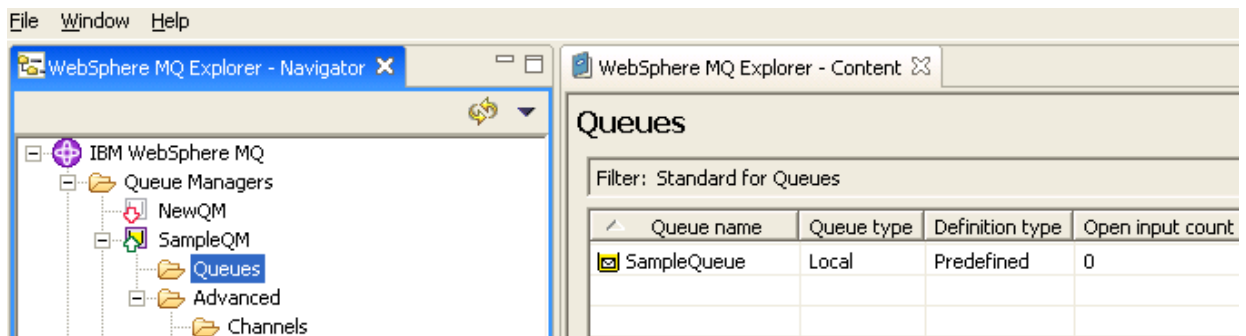 File Window Help
WebSphere MQ Explorer - Navigator
IBM WebSphere MQ
Queue Managers
NewQM
SampleQM
Queues
Advanced
Channels
WebSphere MQ Explorer - Content
Queues
Filter: Standard for Queues
Queue name Queue type Definition type Open input count
SampleQueue Local Predefined 0